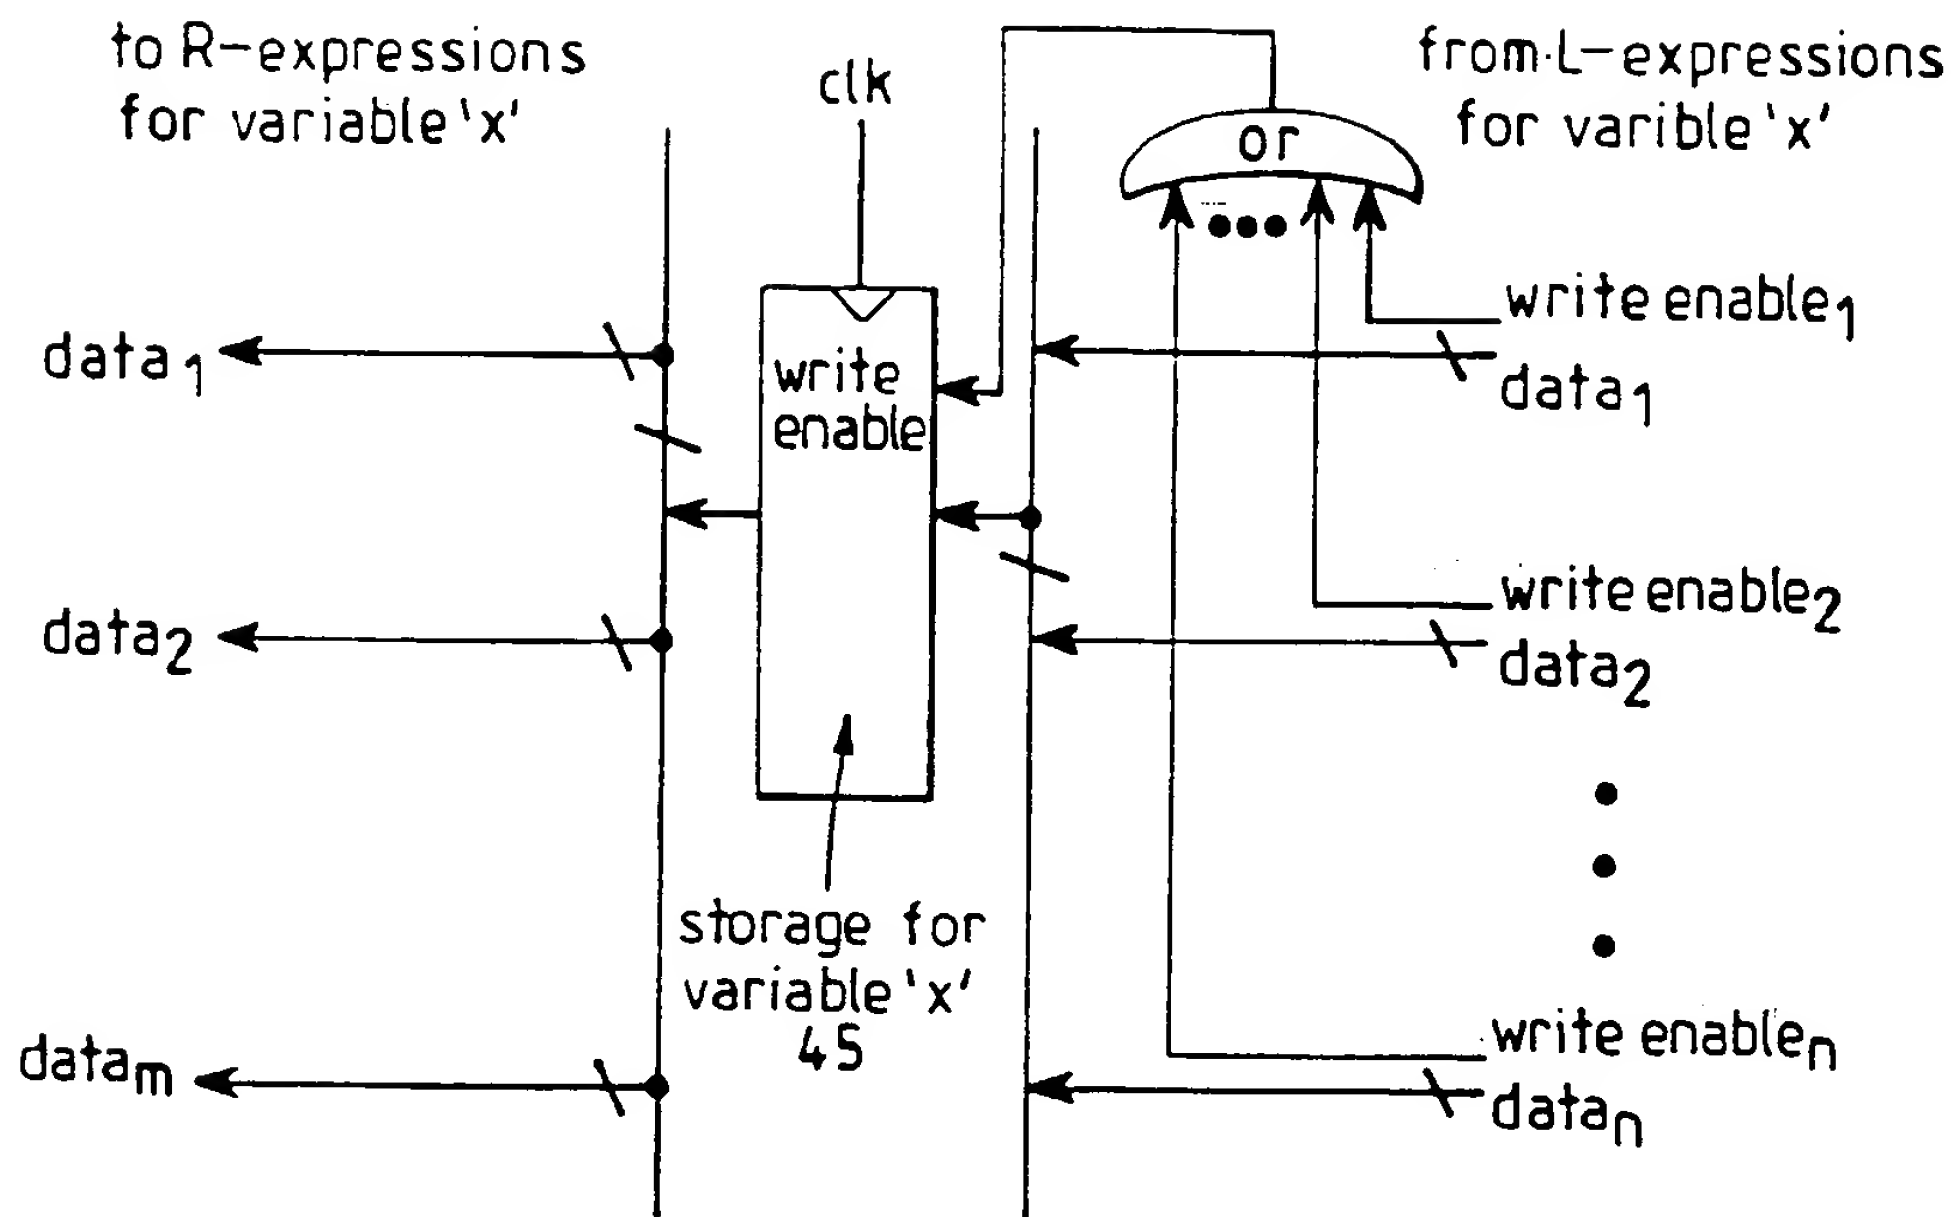 to R-expressions
for variable 'x'
clk
from L-expressions
for varible 'x'
or
write enable1
data1
data1
write
enable
write enable2
data2
data2
storage for
variable 'x'
45
write enablen
datam
datan